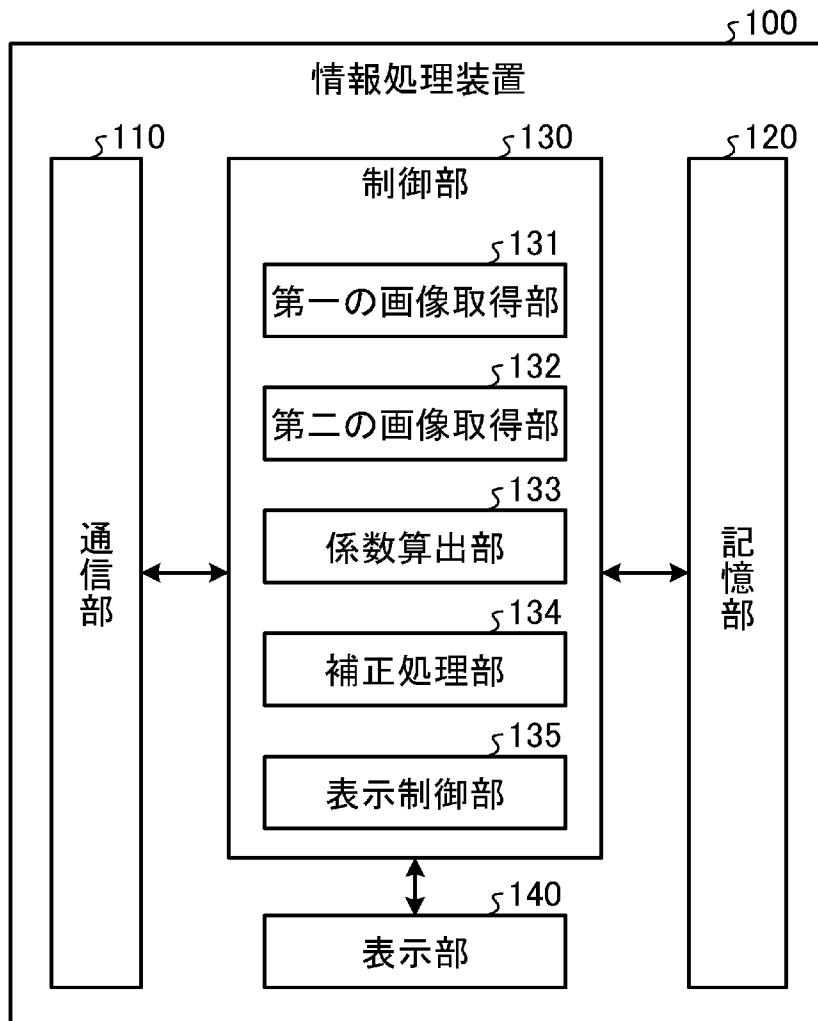 100
情報処理装置
110
130
120
制御部
131
第一の画像取得部
132
第二の画像取得部
133
係数算出部
通信部
記憶部
134
補正処理部
135
表示制御部
140
表示部